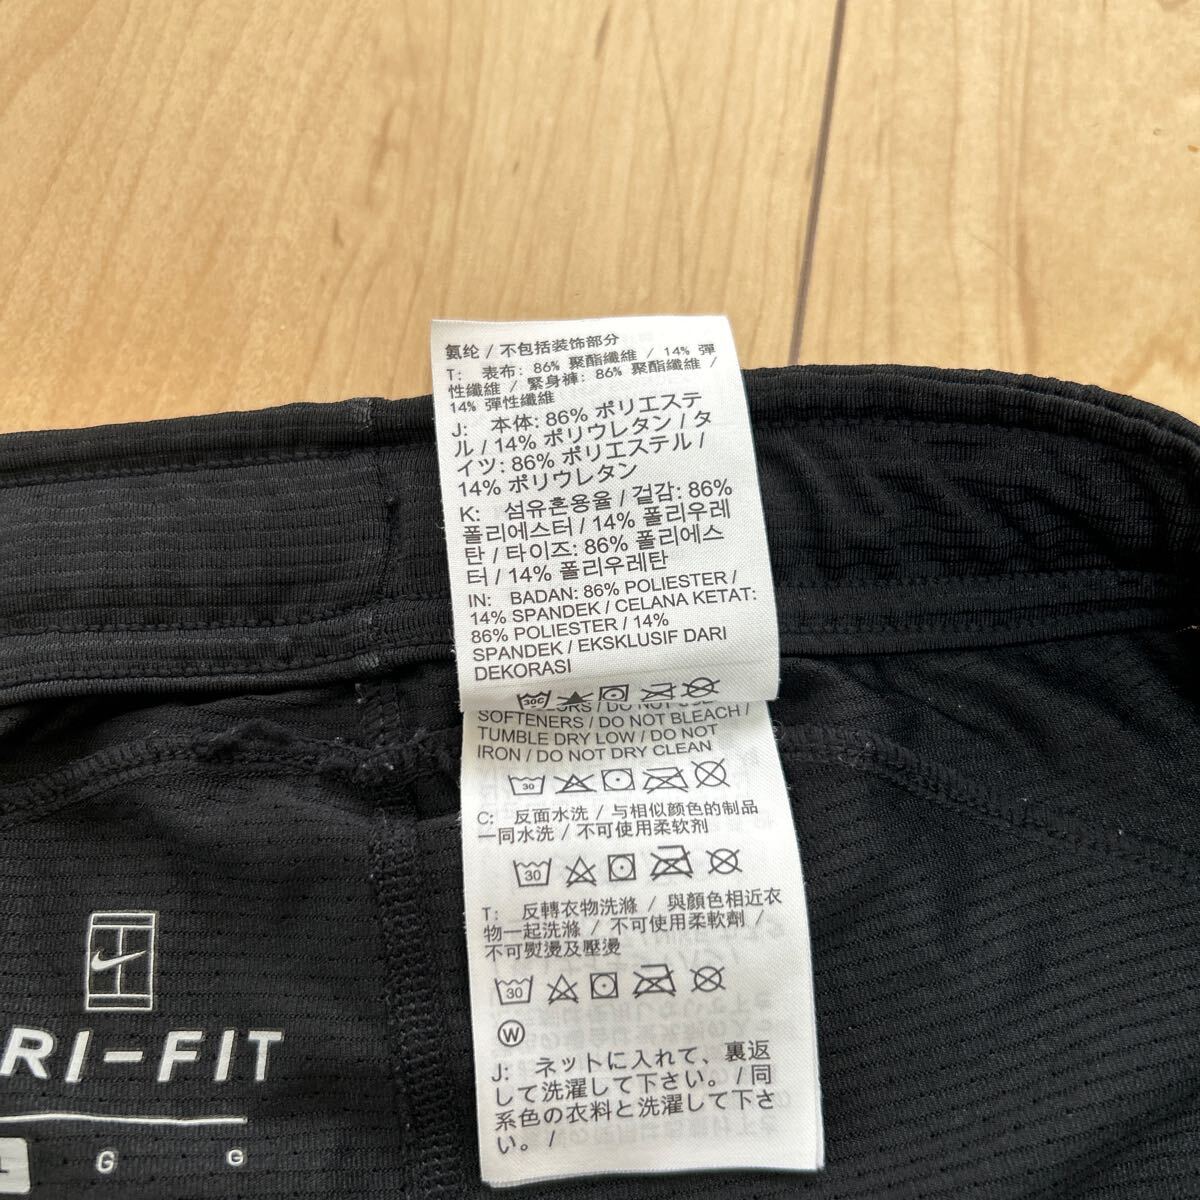 氨纶 / 不包括装饰部分
T: 表布: 86% 聚酯纖維 / 14% 彈
性纖維 / 緊身褲: 86% 聚酯纖維 /
14% 彈性纖維
J: 本体: 86% ポリエステ
ル / 14% ポリウレタン / タ
イツ: 86% ポリエステル /
14% ポリウレタン
K: 섬유혼용율 / 겉감: 86%
폴리에스터 / 14% 폴리우레
탄 / 타이즈: 86% 폴리에스
터 / 14% 폴리우레탄
IN: BADAN: 86% POLIESTER /
14% SPANDEK / CELANA KETAT:
86% POLIESTER / 14%
SPANDEK / EKSKLUSIF DARI
DEKORASI
30C
SOFTENERS / DO NOT BLEACH /
TUMBLE DRY LOW / DO NOT
IRON / DO NOT DRY CLEAN
30
C: 反面水洗 / 与相似颜色的制品
一同水洗 / 不可使用柔软剂
30
T: 反轉衣物洗滌 / 與顏色相近衣
物一起洗滌 / 不可使用柔軟劑 /
不可熨燙及壓燙
30
W
J: ネットに入れて、裏返
して洗濯して下さい。 / 同
系色の衣料と洗濯して下さ
い。 /
RI-FIT
L G G